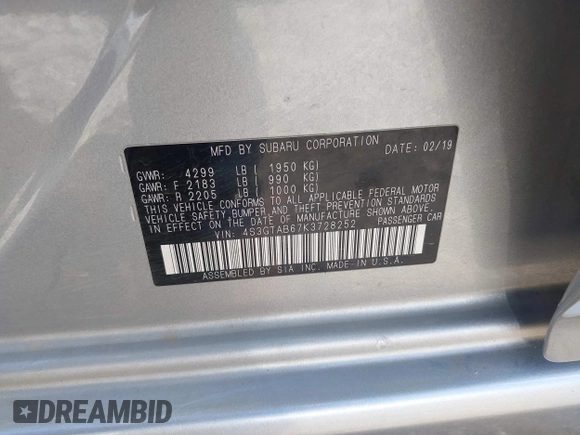 MFD BY SUBARU CORPORATION DATE: 02/19
GVWR: 4299 LB ( 1950 KG)
GAWR: F 2183 LB ( 990 KG)
GAWR: R 2205 LB ( 1000 KG)
THIS VEHICLE CONFORMS TO ALL APPLICABLE FEDERAL MOTOR
VEHICLE SAFETY, BUMPER, AND THEFT PREVENTION STANDARDS
IN EFFECT ON THE DATE OF MANUFACTURE SHOWN ABOVE.
VIN: 4S3GTAB67K3728252 PASSENGER CAR
ASSEMBLED BY SIA INC. MADE IN U.S.A.
DREAMBID